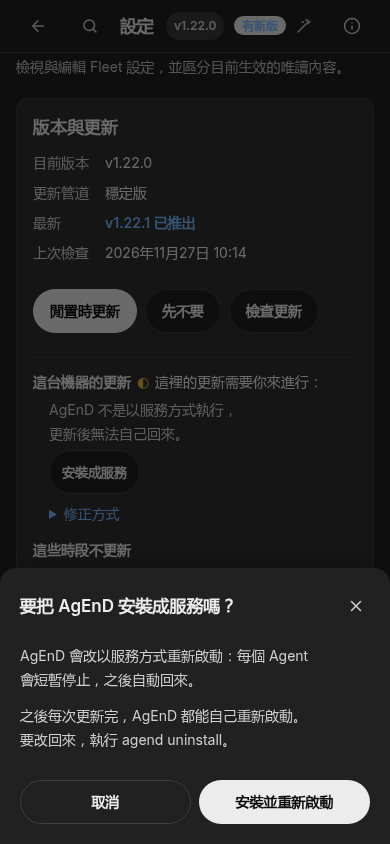 設定 v1.22.0 有新版
檢視與編輯 Fleet 設定，並區分目前生效的唯讀內容。
版本與更新
目前版本 v1.22.0
更新管道 穩定版
最新 v1.22.1 已推出
上次檢查 2026年11月27日 10:14
閒置時更新 先不要 檢查更新
這台機器的更新 這裡的更新需要你來進行：
AgEnD 不是以服務方式執行，
更新後無法自己回來。
安裝成服務
修正方式
這些時段不更新
要把 AgEnD 安裝成服務嗎？
AgEnD 會改以服務方式重新啟動：每個 Agent
會短暫停止，之後自動回來。
之後每次更新完，AgEnD 都能自己重新啟動。
要改回來，執行 agend uninstall。
取消 安裝並重新啟動